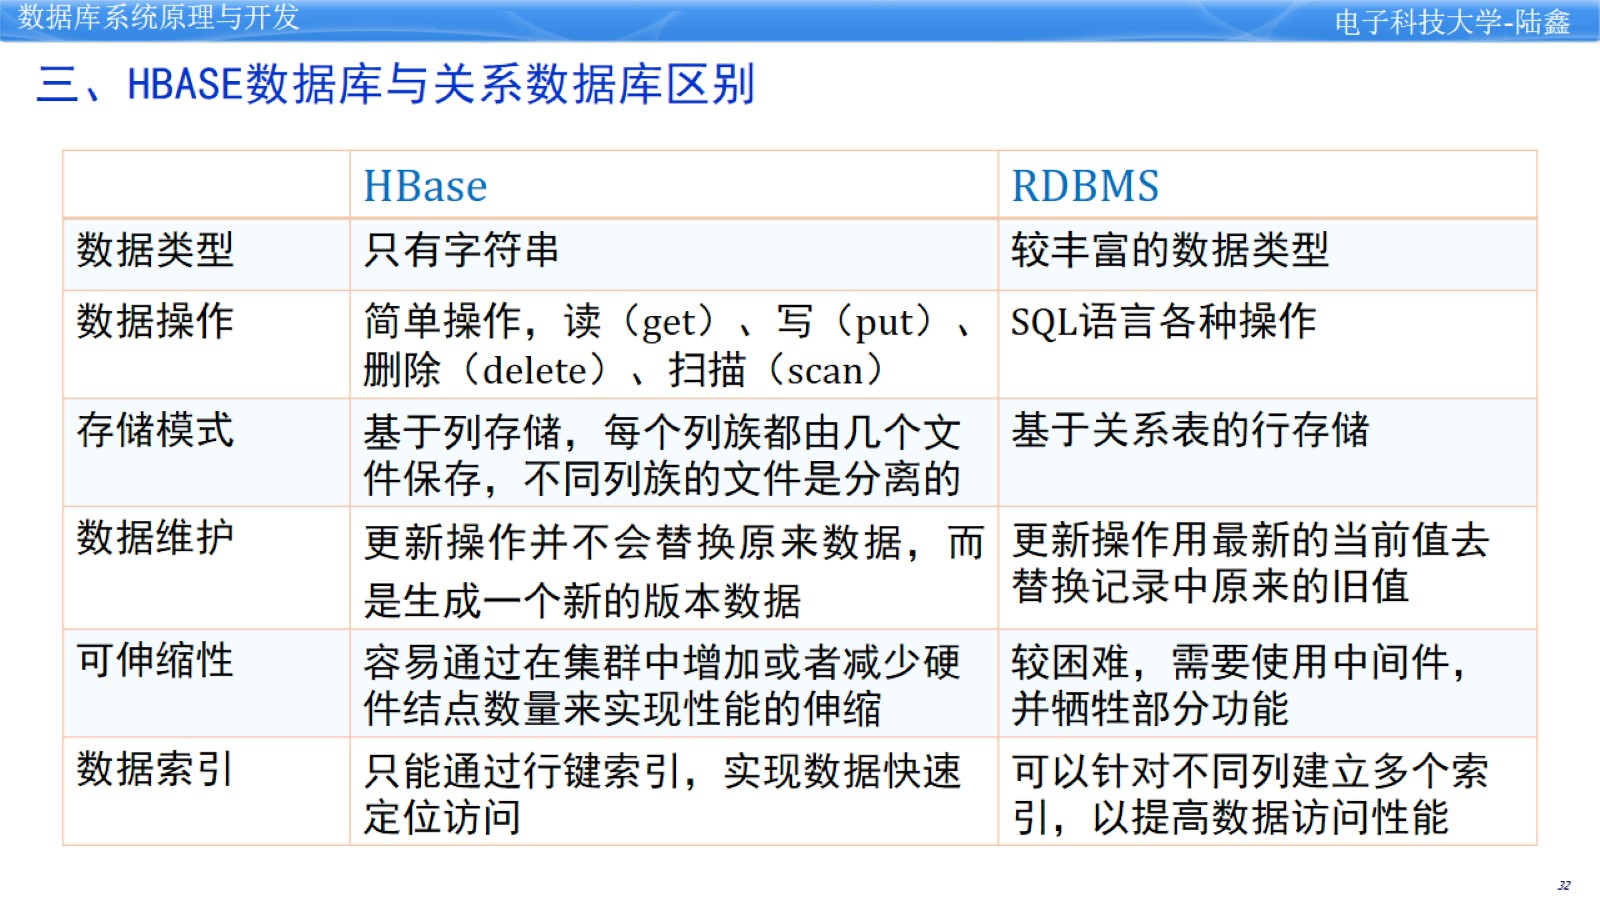 数据库系统原理与开发
电子科技大学-陆鑫
三、HBASE数据库与关系数据库区别
HBase
RDBMS
数据类型
只有字符串
较丰富的数据类型
数据操作
简单操作，读（get）、写（put）、
删除（delete）、扫描（scan）
SQL语言各种操作
存储模式
基于列存储，每个列族都由几个文
件保存，不同列族的文件是分离的
基于关系表的行存储
数据维护
更新操作并不会替换原来数据，而
是生成一个新的版本数据
更新操作用最新的当前值去
替换记录中原来的旧值
可伸缩性
容易通过在集群中增加或者减少硬
件结点数量来实现性能的伸缩
较困难，需要使用中间件，
并牺牲部分功能
数据索引
只能通过行键索引，实现数据快速
定位访问
可以针对不同列建立多个索
引，以提高数据访问性能
32